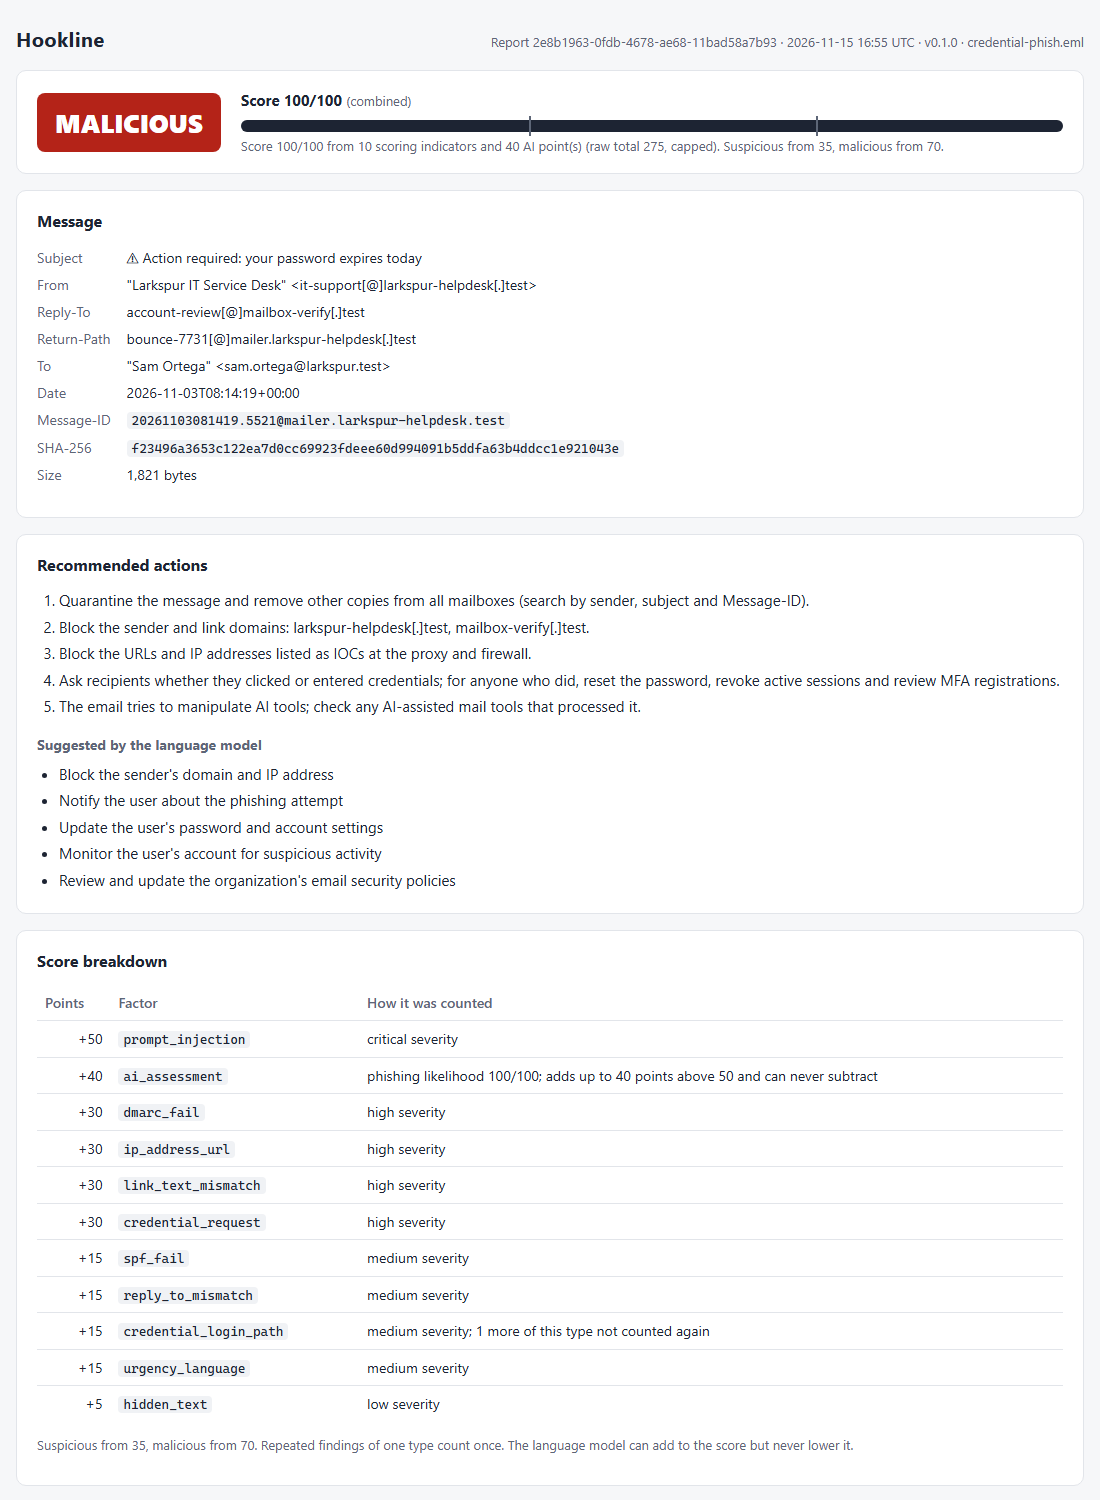 Hookline
Report 2e8b1963-0fdb-4678-ae68-11bad58a7b93 · 2026-11-15 16:55 UTC · v0.1.0 · credential-phish.eml
MALICIOUS
Score 100/100 (combined)
Score 100/100 from 10 scoring indicators and 40 AI point(s) (raw total 275, capped). Suspicious from 35, malicious from 70.
Message
Subject ⚠ Action required: your password expires today
From "Larkspur IT Service Desk" <it-support[@]larkspur-helpdesk[.]test>
Reply-To account-review[@]mailbox-verify[.]test
Return-Path bounce-7731[@]mailer.larkspur-helpdesk[.]test
To "Sam Ortega" <sam.ortega@larkspur.test>
Date 2026-11-03T08:14:19+00:00
Message-ID 20261103081419.5521@mailer.larkspur-helpdesk.test
SHA-256 f23496a3653c122ea7d0cc69923fdeee60d994091b5ddfa63b4ddcc1e921043e
Size 1,821 bytes
Recommended actions
1. Quarantine the message and remove other copies from all mailboxes (search by sender, subject and Message-ID).
2. Block the sender and link domains: larkspur-helpdesk[.]test, mailbox-verify[.]test.
3. Block the URLs and IP addresses listed as IOCs at the proxy and firewall.
4. Ask recipients whether they clicked or entered credentials; for anyone who did, reset the password, revoke active sessions and review MFA registrations.
5. The email tries to manipulate AI tools; check any AI-assisted mail tools that processed it.
Suggested by the language model
• Block the sender's domain and IP address
• Notify the user about the phishing attempt
• Update the user's password and account settings
• Monitor the user's account for suspicious activity
• Review and update the organization's email security policies
Score breakdown
Points Factor How it was counted
+50 prompt_injection critical severity
+40 ai_assessment phishing likelihood 100/100; adds up to 40 points above 50 and can never subtract
+30 dmarc_fail high severity
+30 ip_address_url high severity
+30 link_text_mismatch high severity
+30 credential_request high severity
+15 spf_fail medium severity
+15 reply_to_mismatch medium severity
+15 credential_login_path medium severity; 1 more of this type not counted again
+15 urgency_language medium severity
+5 hidden_text low severity
Suspicious from 35, malicious from 70. Repeated findings of one type count once. The language model can add to the score but never lower it.